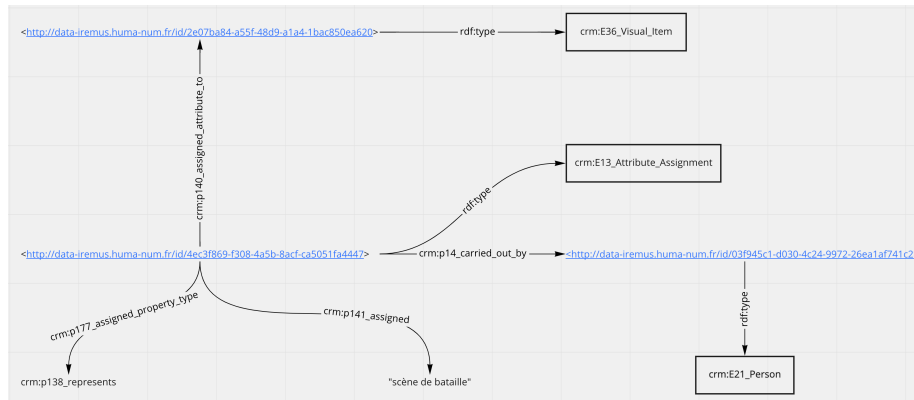 <http://data-iremus.huma-num.fr/id/2e07ba84-a55f-48d9-a1a4-1bac850ea620>
rdf:type
crm:E36_Visual_Item
crm:p140_assigned_attribute_to
crm:E13_Attribute_Assignment
rdf:type
<http://data-iremus.huma-num.fr/id/4ec3f869-f308-4a5b-8acf-ca5051fa4447>
crm:p14_carried_out_by
<http://data-iremus.huma-num.fr/id/03f945c1-d030-4c24-9972-26ea1af741c2
crm:p177_assigned_property_type
crm:p141_assigned
rdf:type
crm:p138_represents
"scène de bataille"
crm:E21_Person